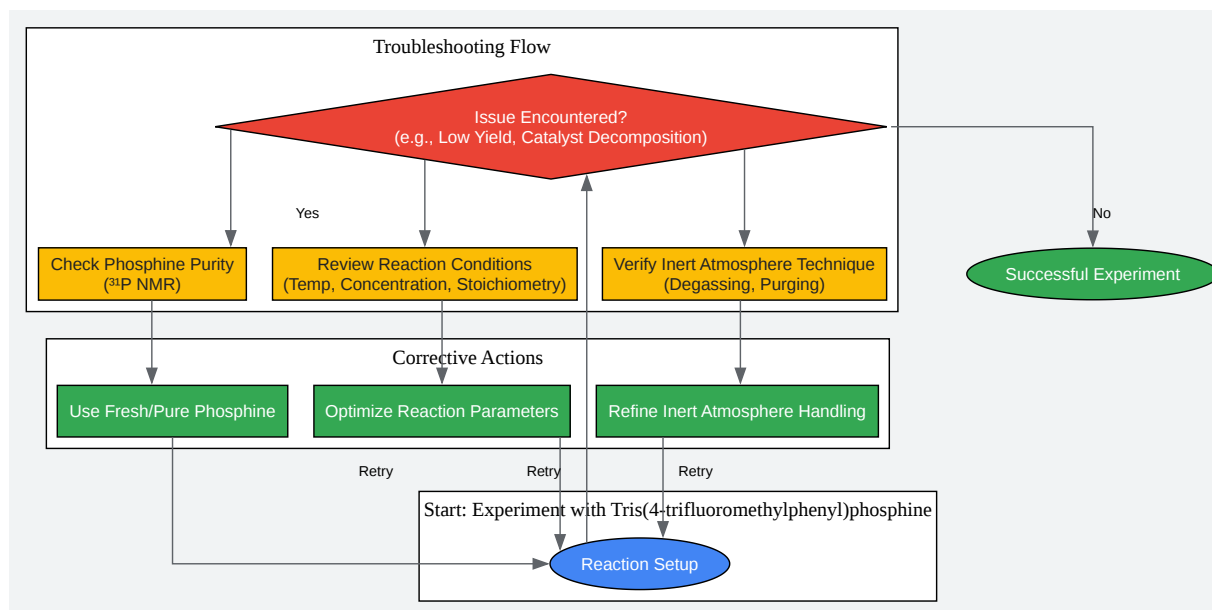 Troubleshooting Flow
Issue Encountered?
(e.g., Low Yield, Catalyst Decomposition)
Yes
No
Check Phosphine Purity
(³¹P NMR)
Review Reaction Conditions
(Temp, Concentration, Stoichiometry)
Verify Inert Atmosphere Technique
(Degassing, Purging)
Successful Experiment
Corrective Actions
Use Fresh/Pure Phosphine
Optimize Reaction Parameters
Refine Inert Atmosphere Handling
Retry
Retry
Retry
Start: Experiment with Tris(4-trifluoromethylphenyl)phosphine
Reaction Setup